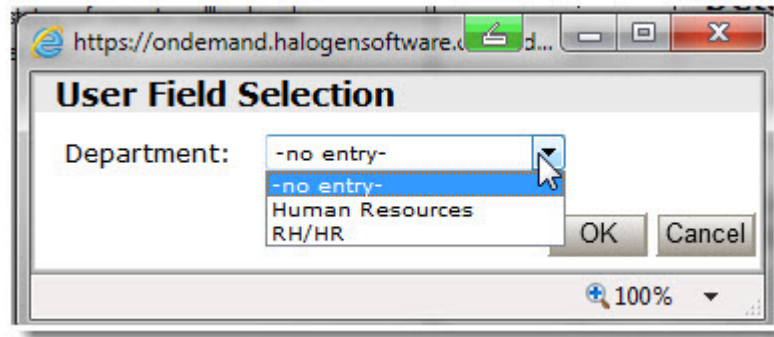 https://ondemand.halogensoftware.c d...
User Field Selection
Department: -no entry-
-no entry-
Human Resources
RH/HR
OK Cancel
100%